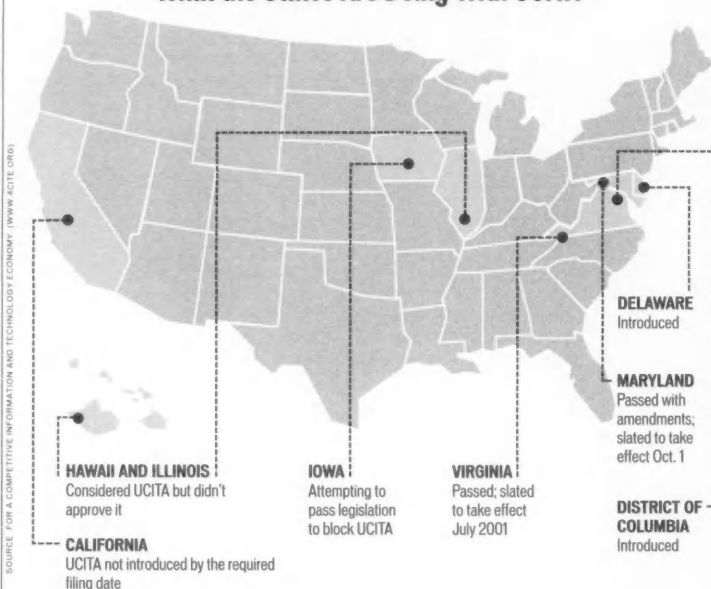 SOURCE FOR A COMPETITIVE INFORMATION AND TECHNOLOGY ECONOMY (WWW.4CITE.ORG)
DELAWARE
Introduced
MARYLAND
Passed with
amendments;
slated to take
effect Oct. 1
HAWAII AND ILLINOIS
Considered UCITA but didn't
approve it
IOWA
Attempting to
pass legislation
to block UCITA
VIRGINIA
Passed; slated
to take effect
July 2001
DISTRICT OF
COLUMBIA
Introduced
CALIFORNIA
UCITA not introduced by the required
filing date